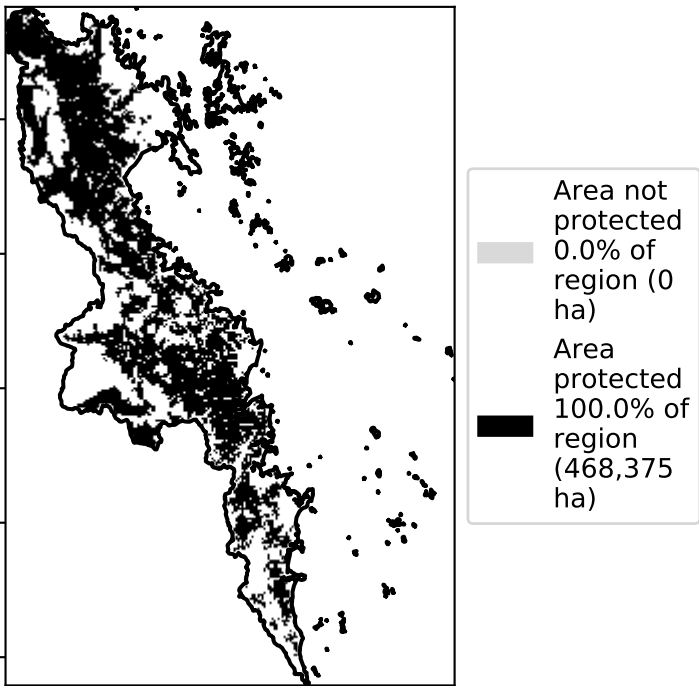 Area not
protected
0.0% of
region (0
ha)
Area
protected
100.0% of
region
(468,375
ha)